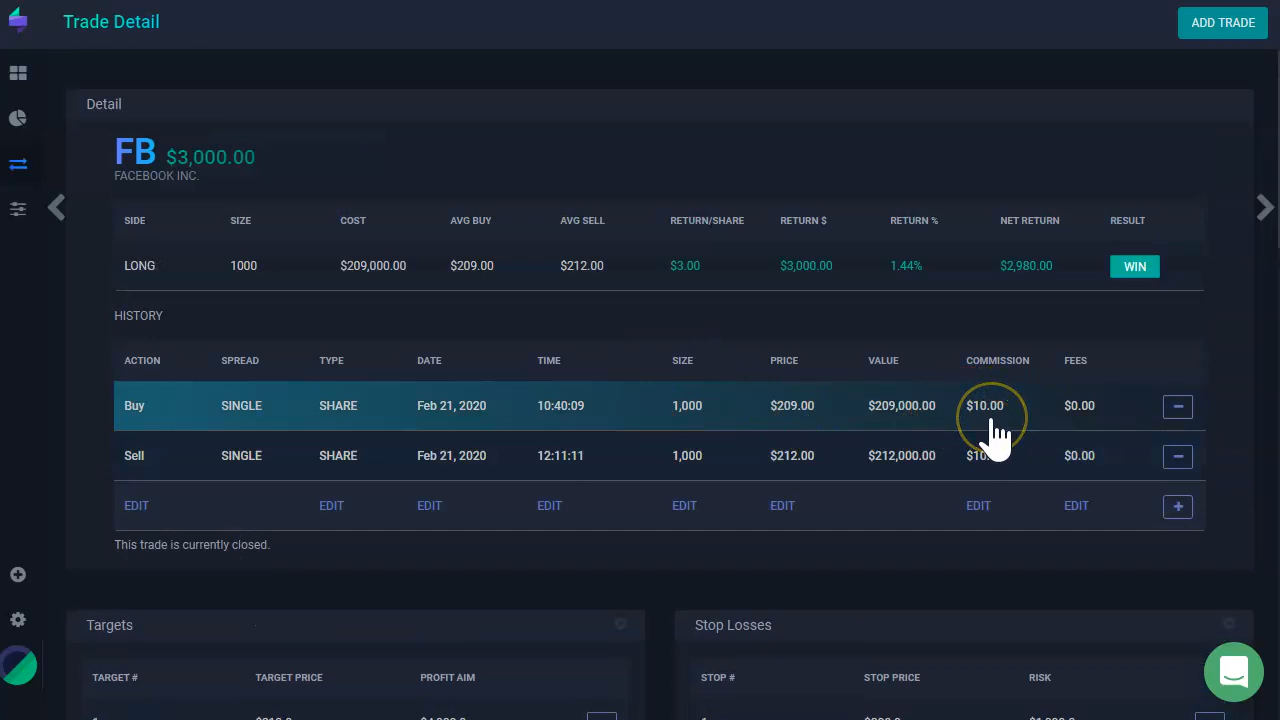 Trade Detail
ADD TRADE
Detail
FB $3,000.00
FACEBOOK INC.
SIDE SIZE COST AVG BUY AVG SELL RETURN/SHARE RETURN $ RETURN % NET RETURN RESULT
LONG 1000 $209,000.00 $209.00 $212.00 $3.00 $3,000.00 1.44% $2,980.00 WIN
HISTORY
ACTION SPREAD TYPE DATE TIME SIZE PRICE VALUE COMMISSION FEES
Buy SINGLE SHARE Feb 21, 2020 10:40:09 1,000 $209.00 $209,000.00 $10.00 $0.00
Sell SINGLE SHARE Feb 21, 2020 12:11:11 1,000 $212.00 $212,000.00 $0.00
EDIT EDIT EDIT EDIT EDIT EDIT EDIT EDIT
This trade is currently closed.
Targets Stop Losses
TARGET # TARGET PRICE PROFIT AIM STOP # STOP PRICE RISK